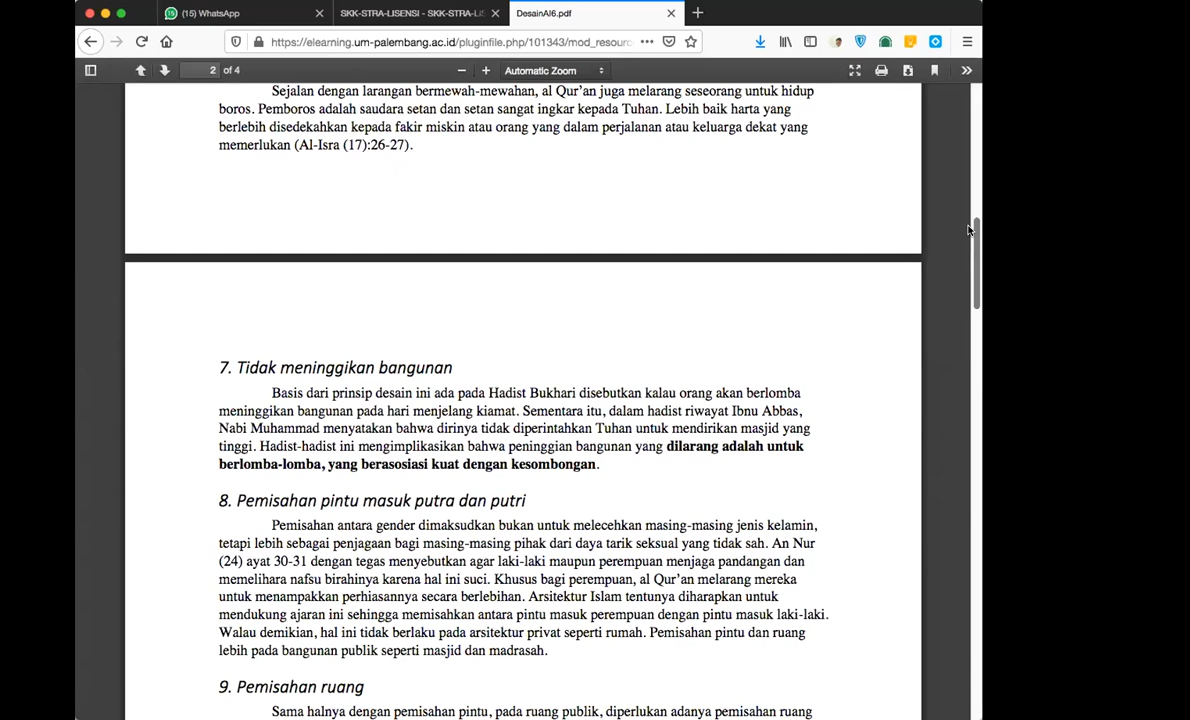 (15) WhatsApp
SKK-STRA-LISENSI - SKK-STRA-LI
DesainAI6.pdf
https://elearning.um-palembang.ac.id/pluginfile.php/101343/mod_resourc
2 of 4
Automatic Zoom
Sejalan dengan larangan bermewah-mewahan, al Qur'an juga melarang seseorang untuk hidup
boros. Pemboros adalah saudara setan dan setan sangat ingkar kepada Tuhan. Lebih baik harta yang
berlebih disedekahkan kepada fakir miskin atau orang yang dalam perjalanan atau keluarga dekat yang
memerlukan (Al-Isra (17):26-27).
7. Tidak meninggikan bangunan
Basis dari prinsip desain ini ada pada Hadist Bukhari disebutkan kalau orang akan berlomba
meninggikan bangunan pada hari menjelang kiamat. Sementara itu, dalam hadist riwayat Ibnu Abbas,
Nabi Muhammad menyatakan bahwa dirinya tidak diperintahkan Tuhan untuk mendirikan masjid yang
tinggi. Hadist-hadist ini mengimplikasikan bahwa peninggian bangunan yang dilarang adalah untuk
berlomba-lomba, yang berasosiasi kuat dengan kesombongan.
8. Pemisahan pintu masuk putra dan putri
Pemisahan antara gender dimaksudkan bukan untuk melecehkan masing-masing jenis kelamin,
tetapi lebih sebagai penjagaan bagi masing-masing pihak dari daya tarik seksual yang tidak sah. An Nur
(24) ayat 30-31 dengan tegas menyebutkan agar laki-laki maupun perempuan menjaga pandangan dan
memelihara nafsu birahinya karena hal ini suci. Khusus bagi perempuan, al Qur'an melarang mereka
untuk menampakkan perhiasannya secara berlebihan. Arsitektur Islam tentunya diharapkan untuk
mendukung ajaran ini sehingga memisahkan antara pintu masuk perempuan dengan pintu masuk laki-laki.
Walau demikian, hal ini tidak berlaku pada arsitektur privat seperti rumah. Pemisahan pintu dan ruang
lebih pada bangunan publik seperti masjid dan madrasah.
9. Pemisahan ruang
Sama halnya dengan pemisahan pintu, pada ruang publik, diperlukan adanya pemisahan ruang